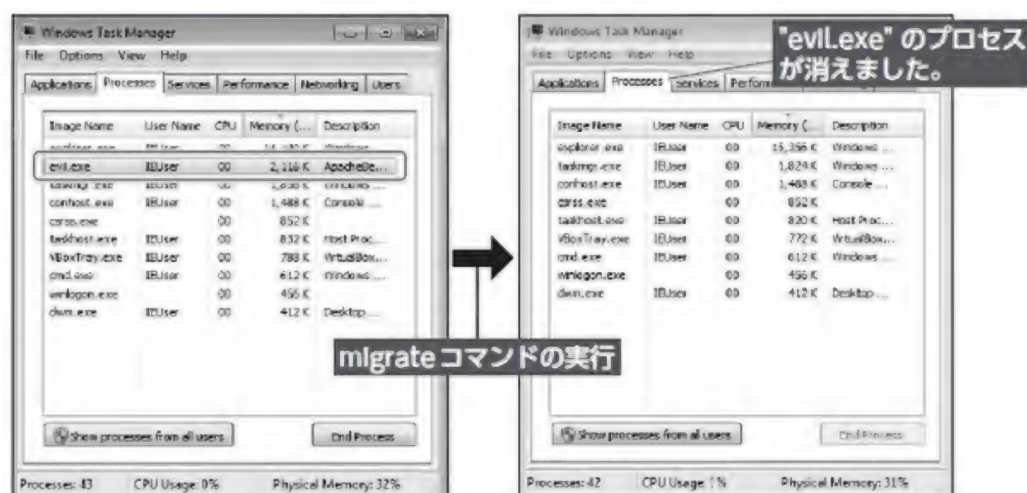 Windows Task Manager
File Options View Help
Applications Processes Services Performance Networking Users
Image Name User Name CPU Memory (... Description
evil.exe IEUser 00 2,116 K ApacheBe...
conhost.exe IEUser 00 1,488 K Console ...
csrss.exe 00 852 K
taskhost.exe IEUser 00 832 K Host Proc...
VBoxTray.exe IEUser 00 788 K VirtualBox...
cmd.exe IEUser 00 612 K Windows ...
winlogon.exe 00 456 K
dwm.exe IEUser 00 412 K Desktop ...
Show processes from all users End Process
Processes: 43 CPU Usage: 0% Physical Memory: 32%
migrateコマンドの実行
Windows Task Manager
File Options View Help
"evil.exe" のプロセス
が消えました。
Applications Processes Services
Image Name User Name CPU Memory (... Description
explorer.exe IEUser 00 15,356 K Windows ...
taskmgr.exe IEUser 00 1,824 K Windows ...
conhost.exe IEUser 00 1,488 K Console ...
csrss.exe 00 852 K
taskhost.exe IEUser 00 820 K Host Proc...
VBoxTray.exe IEUser 00 772 K VirtualBox...
cmd.exe IEUser 00 612 K Windows ...
winlogon.exe 00 456 K
dwm.exe IEUser 00 412 K Desktop ...
Show processes from all users End Process
Processes: 42 CPU Usage: 1% Physical Memory: 31%